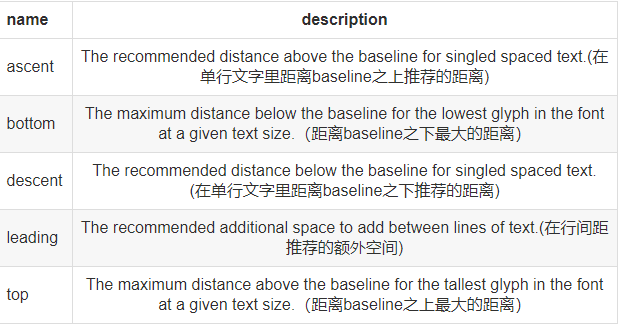 name description
ascent The recommended distance above the baseline for singled spaced text.(在
单行文字里距离baseline之上推荐的距离)
bottom The maximum distance below the baseline for the lowest glyph in the font
at a given text size.（距离baseline之下最大的距离）
descent The recommended distance below the baseline for singled spaced text.
(在单行文字里距离baseline之下推荐的距离)
leading The recommended additional space to add between lines of text.(在行间距
推荐的额外空间)
top The maximum distance above the baseline for the tallest glyph in the font
at a given text size.（距离baseline之上最大的距离）